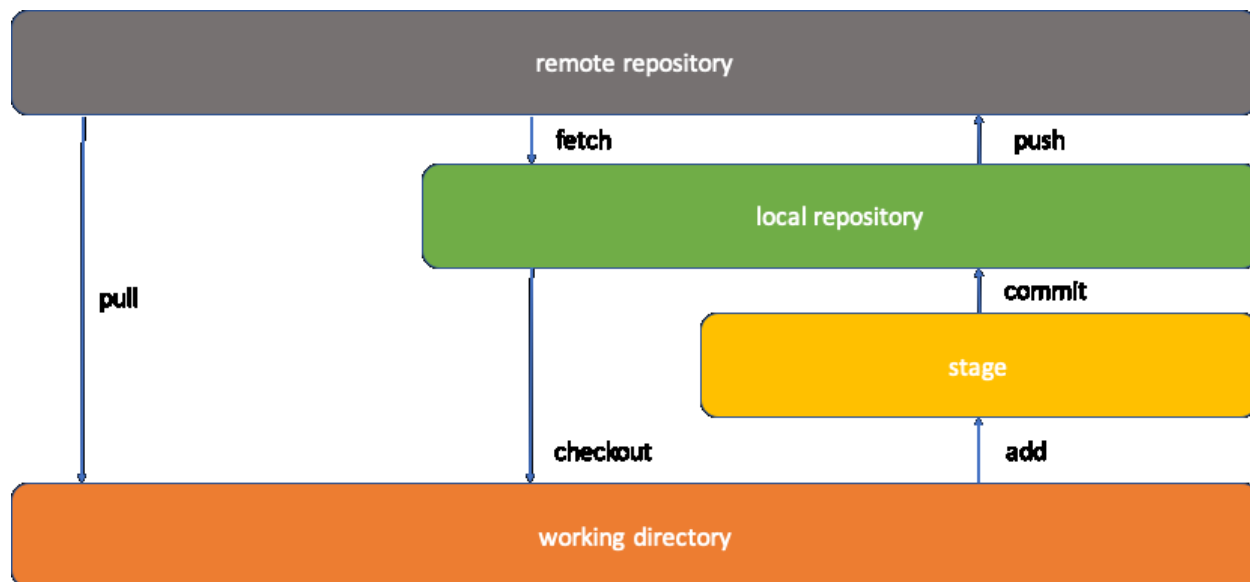 remote repository
fetch
push
local repository
pull
commit
stage
checkout
add
working directory